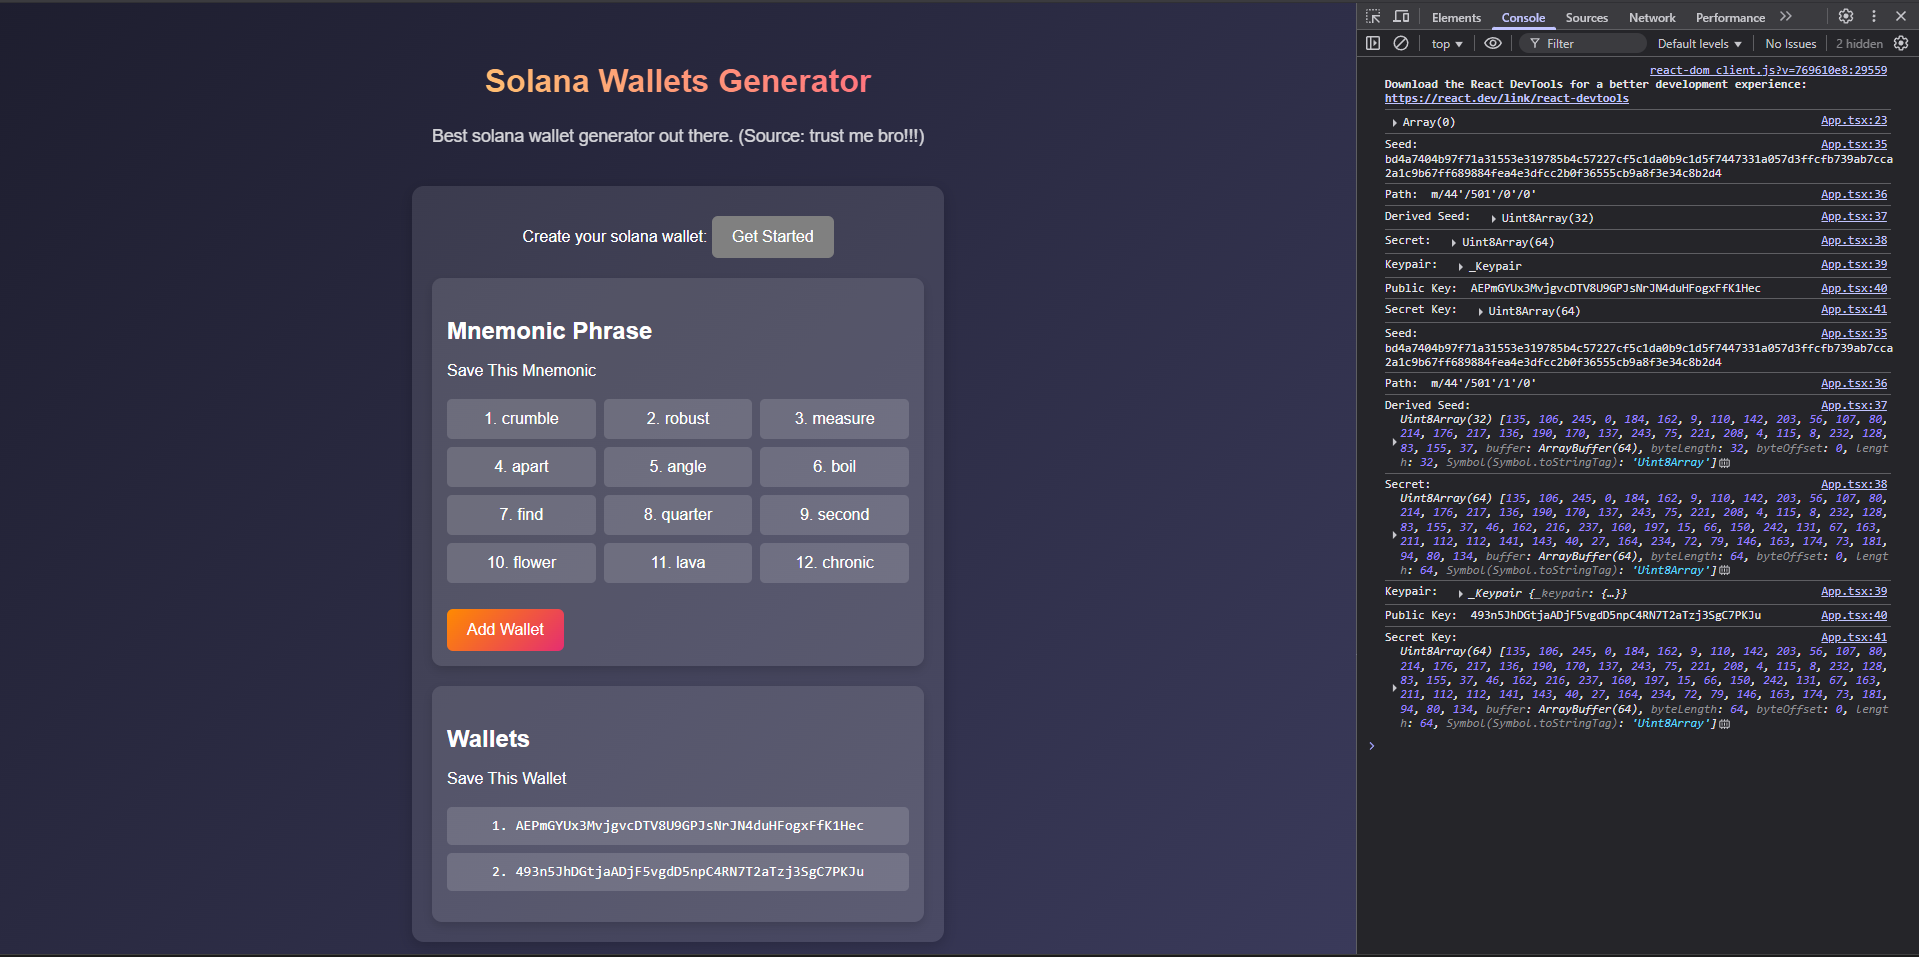 Solana Wallets Generator
Best solana wallet generator out there. (Source: trust me bro!!!)
Create your solana wallet: Get Started
Mnemonic Phrase
Save This Mnemonic
1. crumble 2. robust 3. measure
4. apart 5. angle 6. boil
7. find 8. quarter 9. second
10. flower 11. lava 12. chronic
Add Wallet
Wallets
Save This Wallet
1. AEPmGYUx3MvjgvcDTV8U9GPJsNrJN4duHFogxFfK1Hec
2. 493n5JhDGtjaADjF5vgdD5npC4RN7T2aTzj3SgC7PKJu
Elements Console Sources Network Performance
top Filter Default levels No Issues 2 hidden
react-dom_client.js?v=769610e8:29559
Download the React DevTools for a better development experience:
https://react.dev/link/react-devtools
Array(0) App.tsx:23
Seed: App.tsx:35
bd4a7404b97f71a31553e319785b4c57227cf5c1da0b9c1d5f7447331a057d3ffcfb739ab7cca
2a1c9b67ff689884fea4e3dfcc2b0f36555cb9a8f3e34c8b2d4
Path: m/44'/501'/0'/0' App.tsx:36
Derived Seed: Uint8Array(32) App.tsx:37
Secret: Uint8Array(64) App.tsx:38
Keypair: _Keypair App.tsx:39
Public Key: AEPmGYUx3MvjgvcDTV8U9GPJsNrJN4duHFogxFfK1Hec App.tsx:40
Secret Key: Uint8Array(64) App.tsx:41
Seed: App.tsx:35
bd4a7404b97f71a31553e319785b4c57227cf5c1da0b9c1d5f7447331a057d3ffcfb739ab7cca
2a1c9b67ff689884fea4e3dfcc2b0f36555cb9a8f3e34c8b2d4
Path: m/44'/501'/1'/0' App.tsx:36
Derived Seed: App.tsx:37
Uint8Array(32) [135, 106, 245, 0, 184, 162, 9, 110, 142, 203, 56, 107, 80,
214, 176, 217, 136, 190, 170, 137, 243, 75, 221, 208, 4, 115, 8, 232, 128,
83, 155, 37, buffer: ArrayBuffer(64), byteLength: 32, byteOffset: 0, lengt
h: 32, Symbol(Symbol.toStringTag): 'Uint8Array']
Secret: App.tsx:38
Uint8Array(64) [135, 106, 245, 0, 184, 162, 9, 110, 142, 203, 56, 107, 80,
214, 176, 217, 136, 190, 170, 137, 243, 75, 221, 208, 4, 115, 8, 232, 128,
83, 155, 37, 46, 162, 216, 237, 160, 197, 15, 66, 150, 242, 131, 67, 163,
211, 112, 112, 141, 143, 40, 27, 164, 234, 72, 79, 146, 163, 174, 73, 181,
94, 80, 134, buffer: ArrayBuffer(64), byteLength: 64, byteOffset: 0, lengt
h: 64, Symbol(Symbol.toStringTag): 'Uint8Array']
Keypair: _Keypair {_keypair: {…}} App.tsx:39
Public Key: 493n5JhDGtjaADjF5vgdD5npC4RN7T2aTzj3SgC7PKJu App.tsx:40
Secret Key: App.tsx:41
Uint8Array(64) [135, 106, 245, 0, 184, 162, 9, 110, 142, 203, 56, 107, 80,
214, 176, 217, 136, 190, 170, 137, 243, 75, 221, 208, 4, 115, 8, 232, 128,
83, 155, 37, 46, 162, 216, 237, 160, 197, 15, 66, 150, 242, 131, 67, 163,
211, 112, 112, 141, 143, 40, 27, 164, 234, 72, 79, 146, 163, 174, 73, 181,
94, 80, 134, buffer: ArrayBuffer(64), byteLength: 64, byteOffset: 0, lengt
h: 64, Symbol(Symbol.toStringTag): 'Uint8Array']